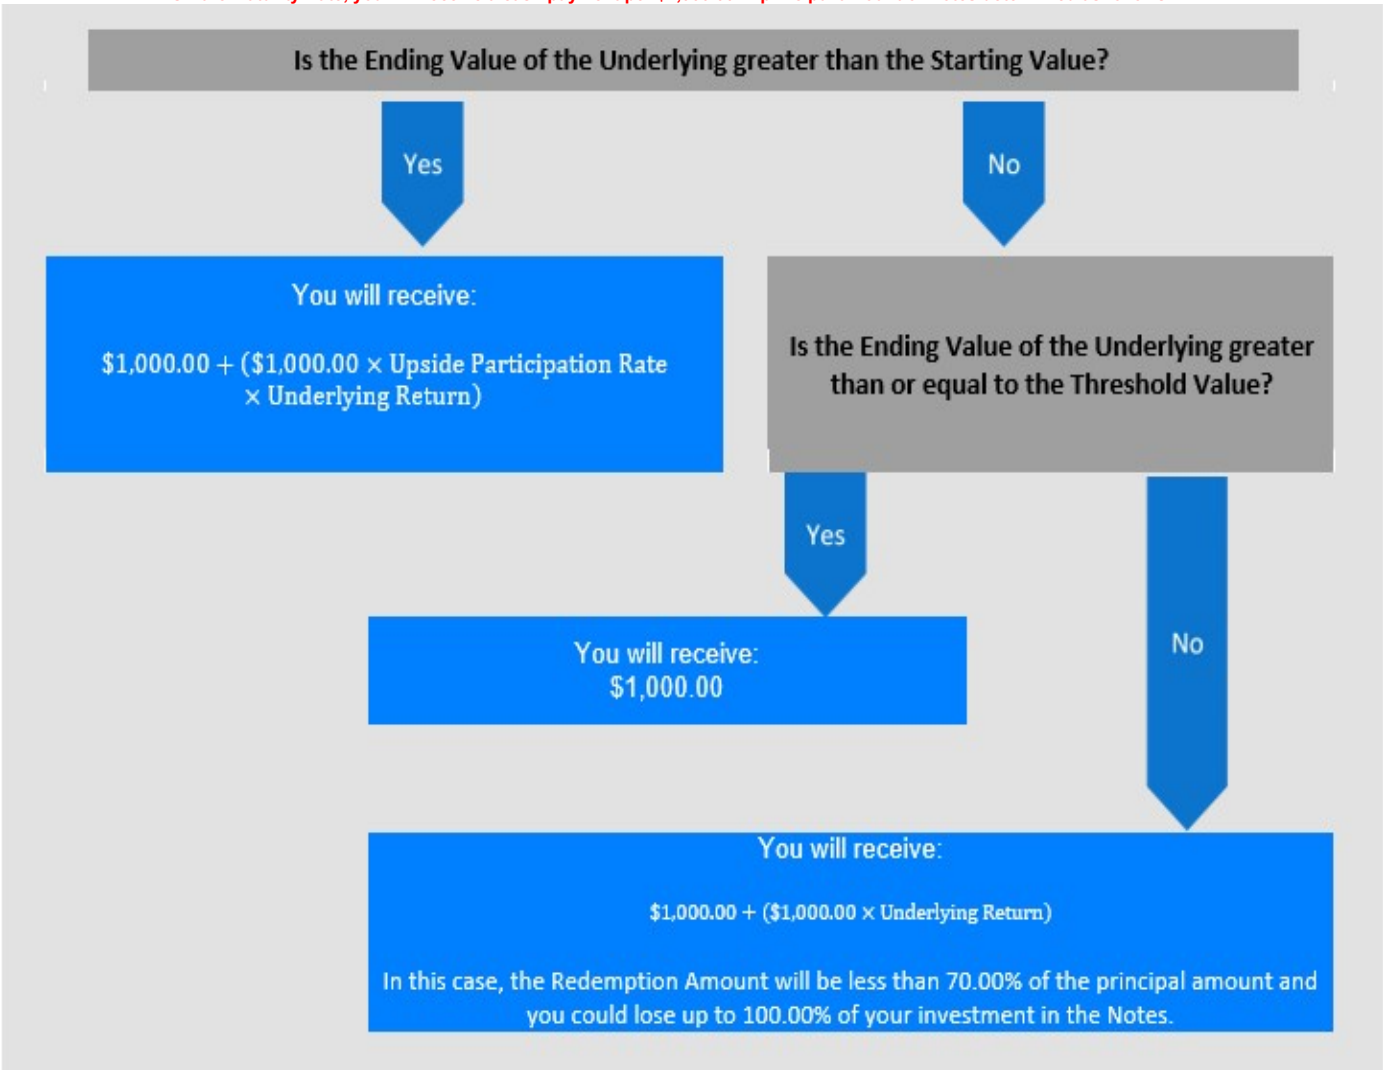 Is the Ending Value of the Underlying greater than the Starting Value?
Yes
No
You will receive:
$1,000.00 + ($1,000.00 × Upside Participation Rate
× Underlying Return)
Is the Ending Value of the Underlying greater
than or equal to the Threshold Value?
Yes
No
You will receive:
$1,000.00
You will receive:
$1,000.00 + ($1,000.00 × Underlying Return)
In this case, the Redemption Amount will be less than 70.00% of the principal amount and
you could lose up to 100.00% of your investment in the Notes.